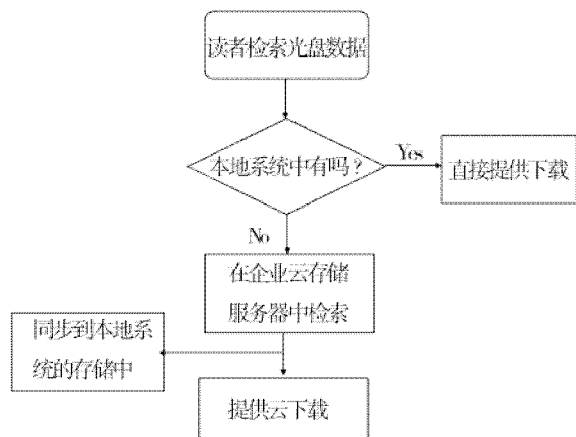 读者检索光盘数据
本地系统中有吗？
Yes
直接提供下载
No
在企业云存储
服务器中检索
同步到本地系
统的存储中
提供云下载